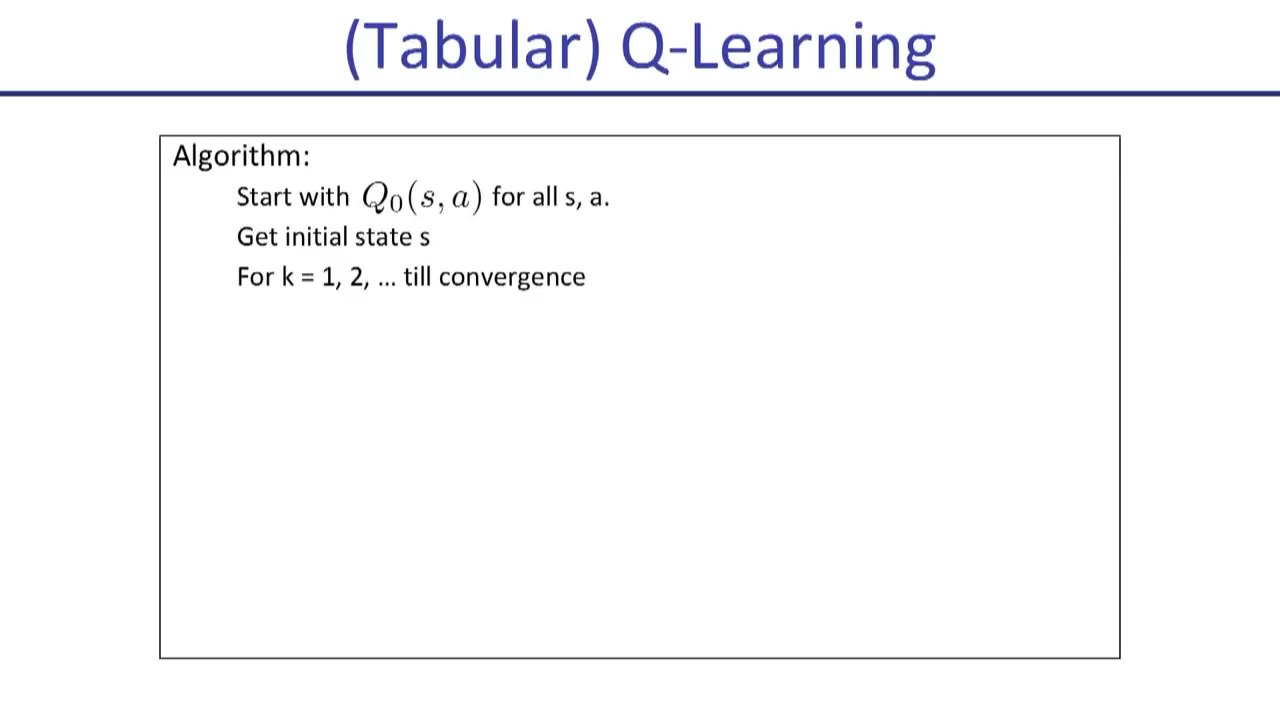 (Tabular) Q-Learning
Algorithm:
Start with Q₀(s, a) for all s, a.
Get initial state s
For k = 1, 2, … till convergence